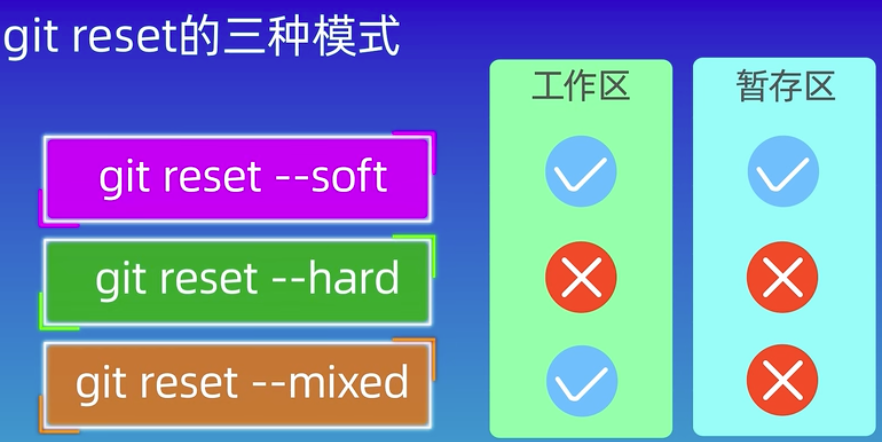 git reset的三种模式
工作区
暂存区
git reset --soft
git reset --hard
git reset --mixed